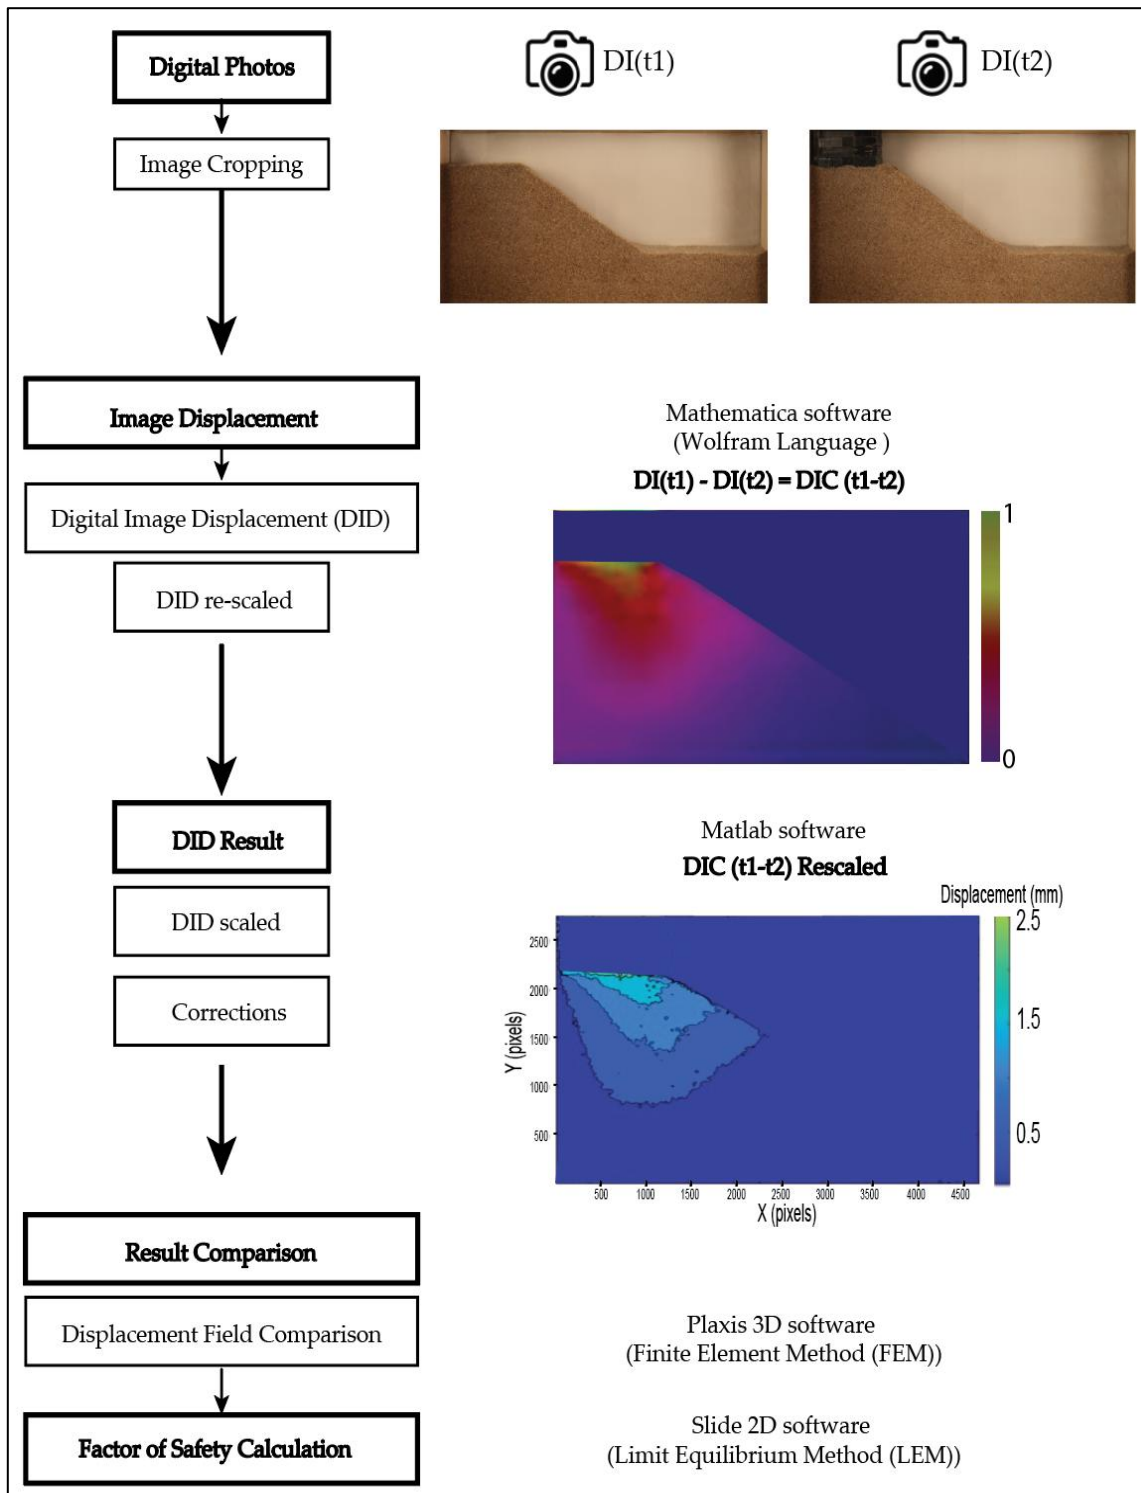 Digital Photos
DI(t1)
DI(t2)
Image Cropping
Image Displacement
Mathematica software
(Wolfram Language )
DI(t1) - DI(t2) = DIC (t1-t2)
Digital Image Displacement (DID)
DID re-scaled
1
0
DID Result
Matlab software
DIC (t1-t2) Rescaled
DID scaled
Corrections
Displacement (mm)
2.5
1.5
0.5
Y (pixels)
2500
2000
1500
1000
500
500
1000
1500
2000
2500
3000
3500
4000
4500
X (pixels)
Result Comparison
Displacement Field Comparison
Plaxis 3D software
(Finite Element Method (FEM))
Factor of Safety Calculation
Slide 2D software
(Limit Equilibrium Method (LEM))